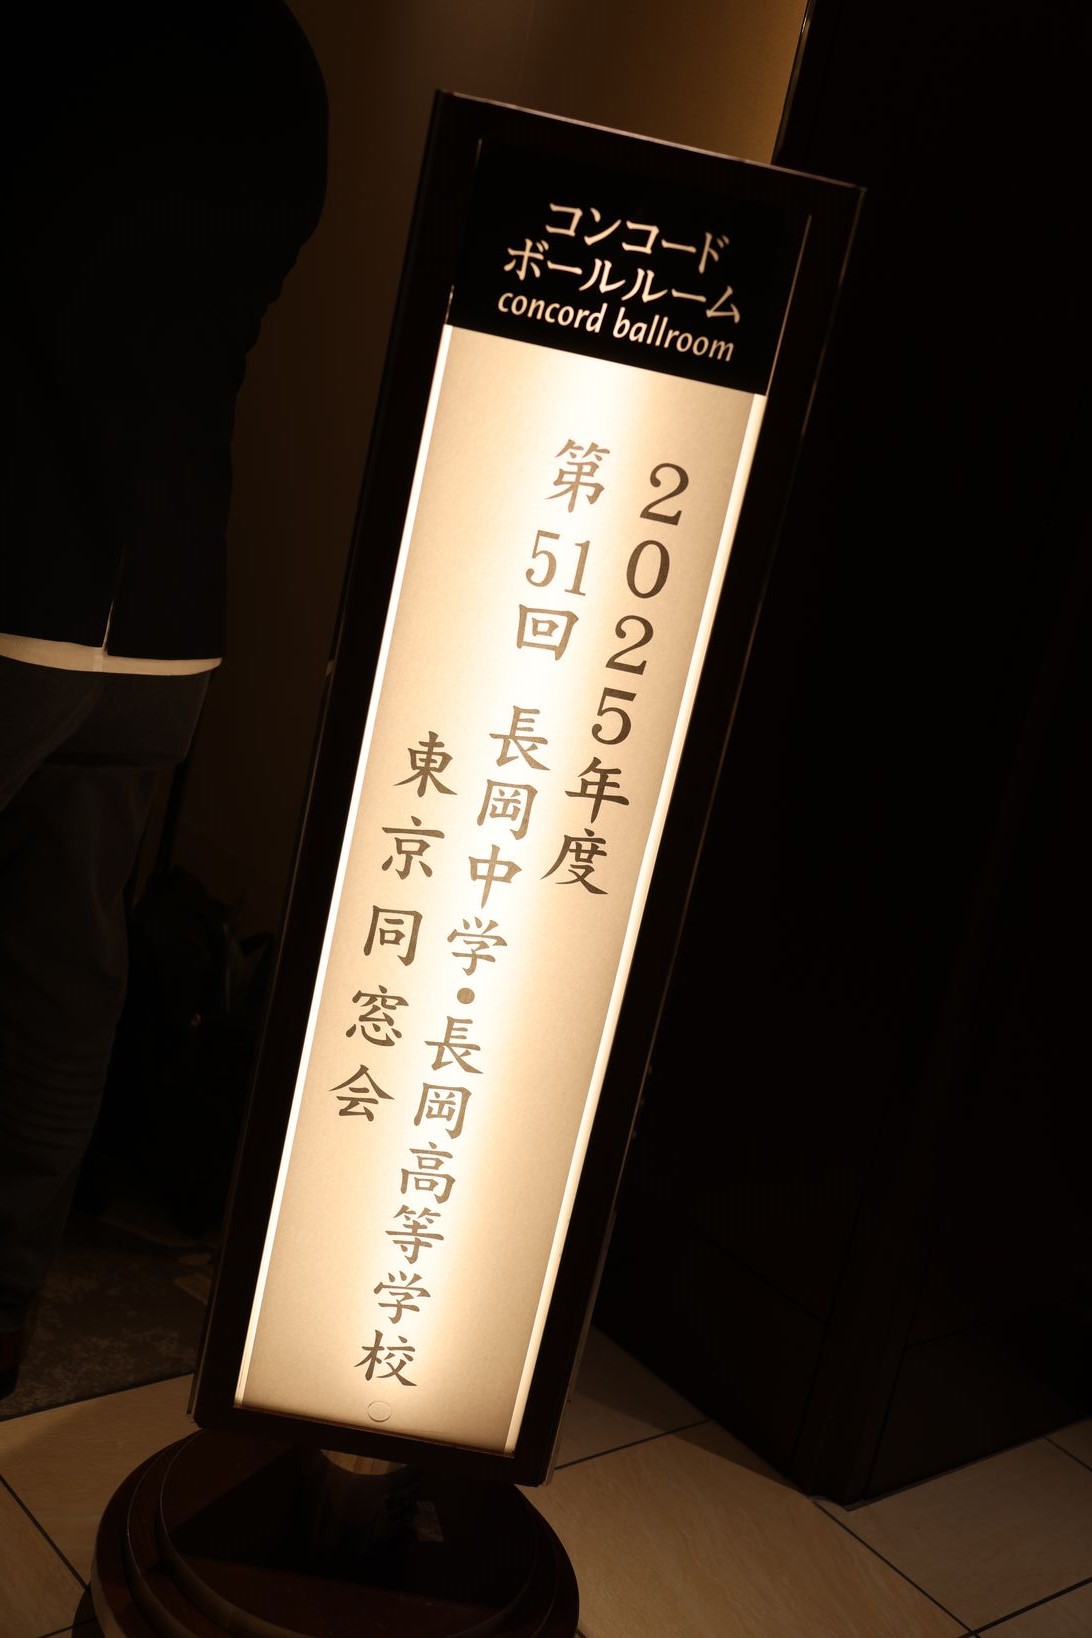 コンコード
ボールルーム
concord ballroom
2025年度
第51回 長岡中学・長岡高等学校
東京同窓会